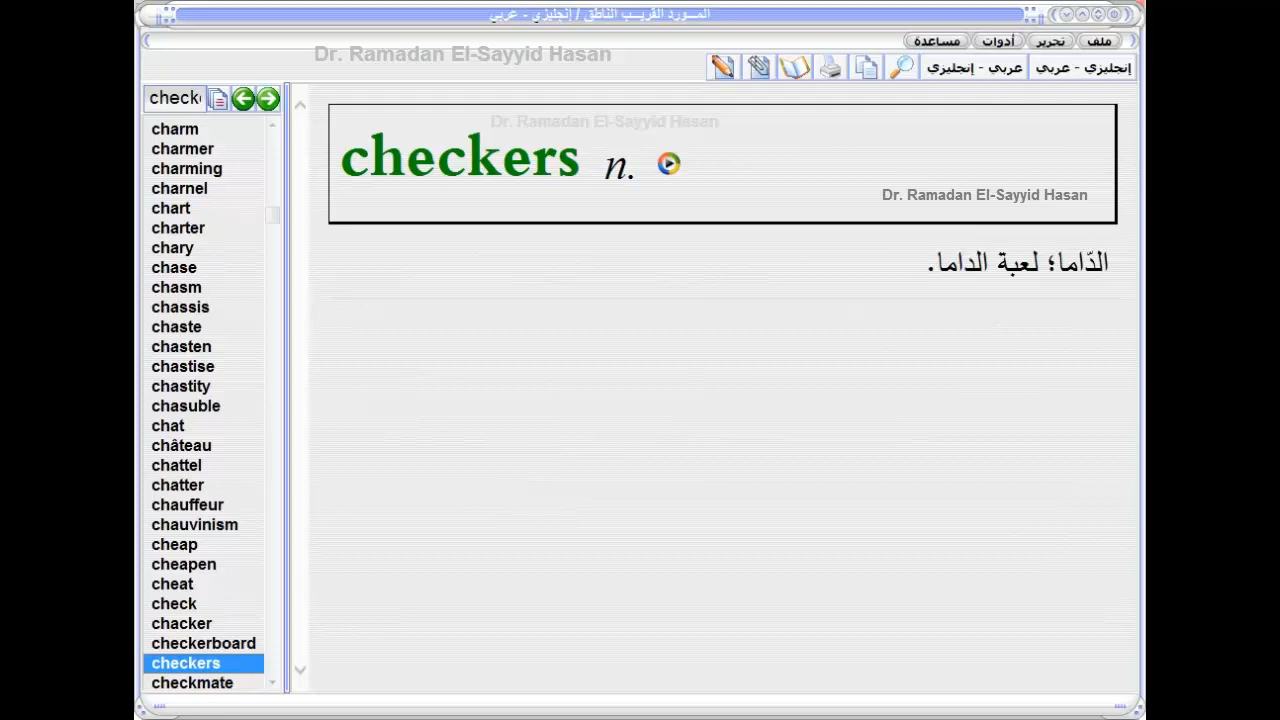 المـورد القريـب الناطق / إنجليزي - عربي
ملف
تحرير
أدوات
مساعدة
Dr. Ramadan El-Sayyid Hasan
إنجليزي - عربي
عربي - إنجليزي
check
charm
charmer
charming
charnel
chart
charter
chary
chase
chasm
chassis
chaste
chasten
chastise
chastity
chasuble
chat
château
chattel
chatter
chauffeur
chauvinism
cheap
cheapen
cheat
check
chacker
checkerboard
checkers
checkmate
Dr. Ramadan El-Sayyid Hasan
checkers n.
Dr. Ramadan El-Sayyid Hasan
الدّاما؛ لعبة الداما.